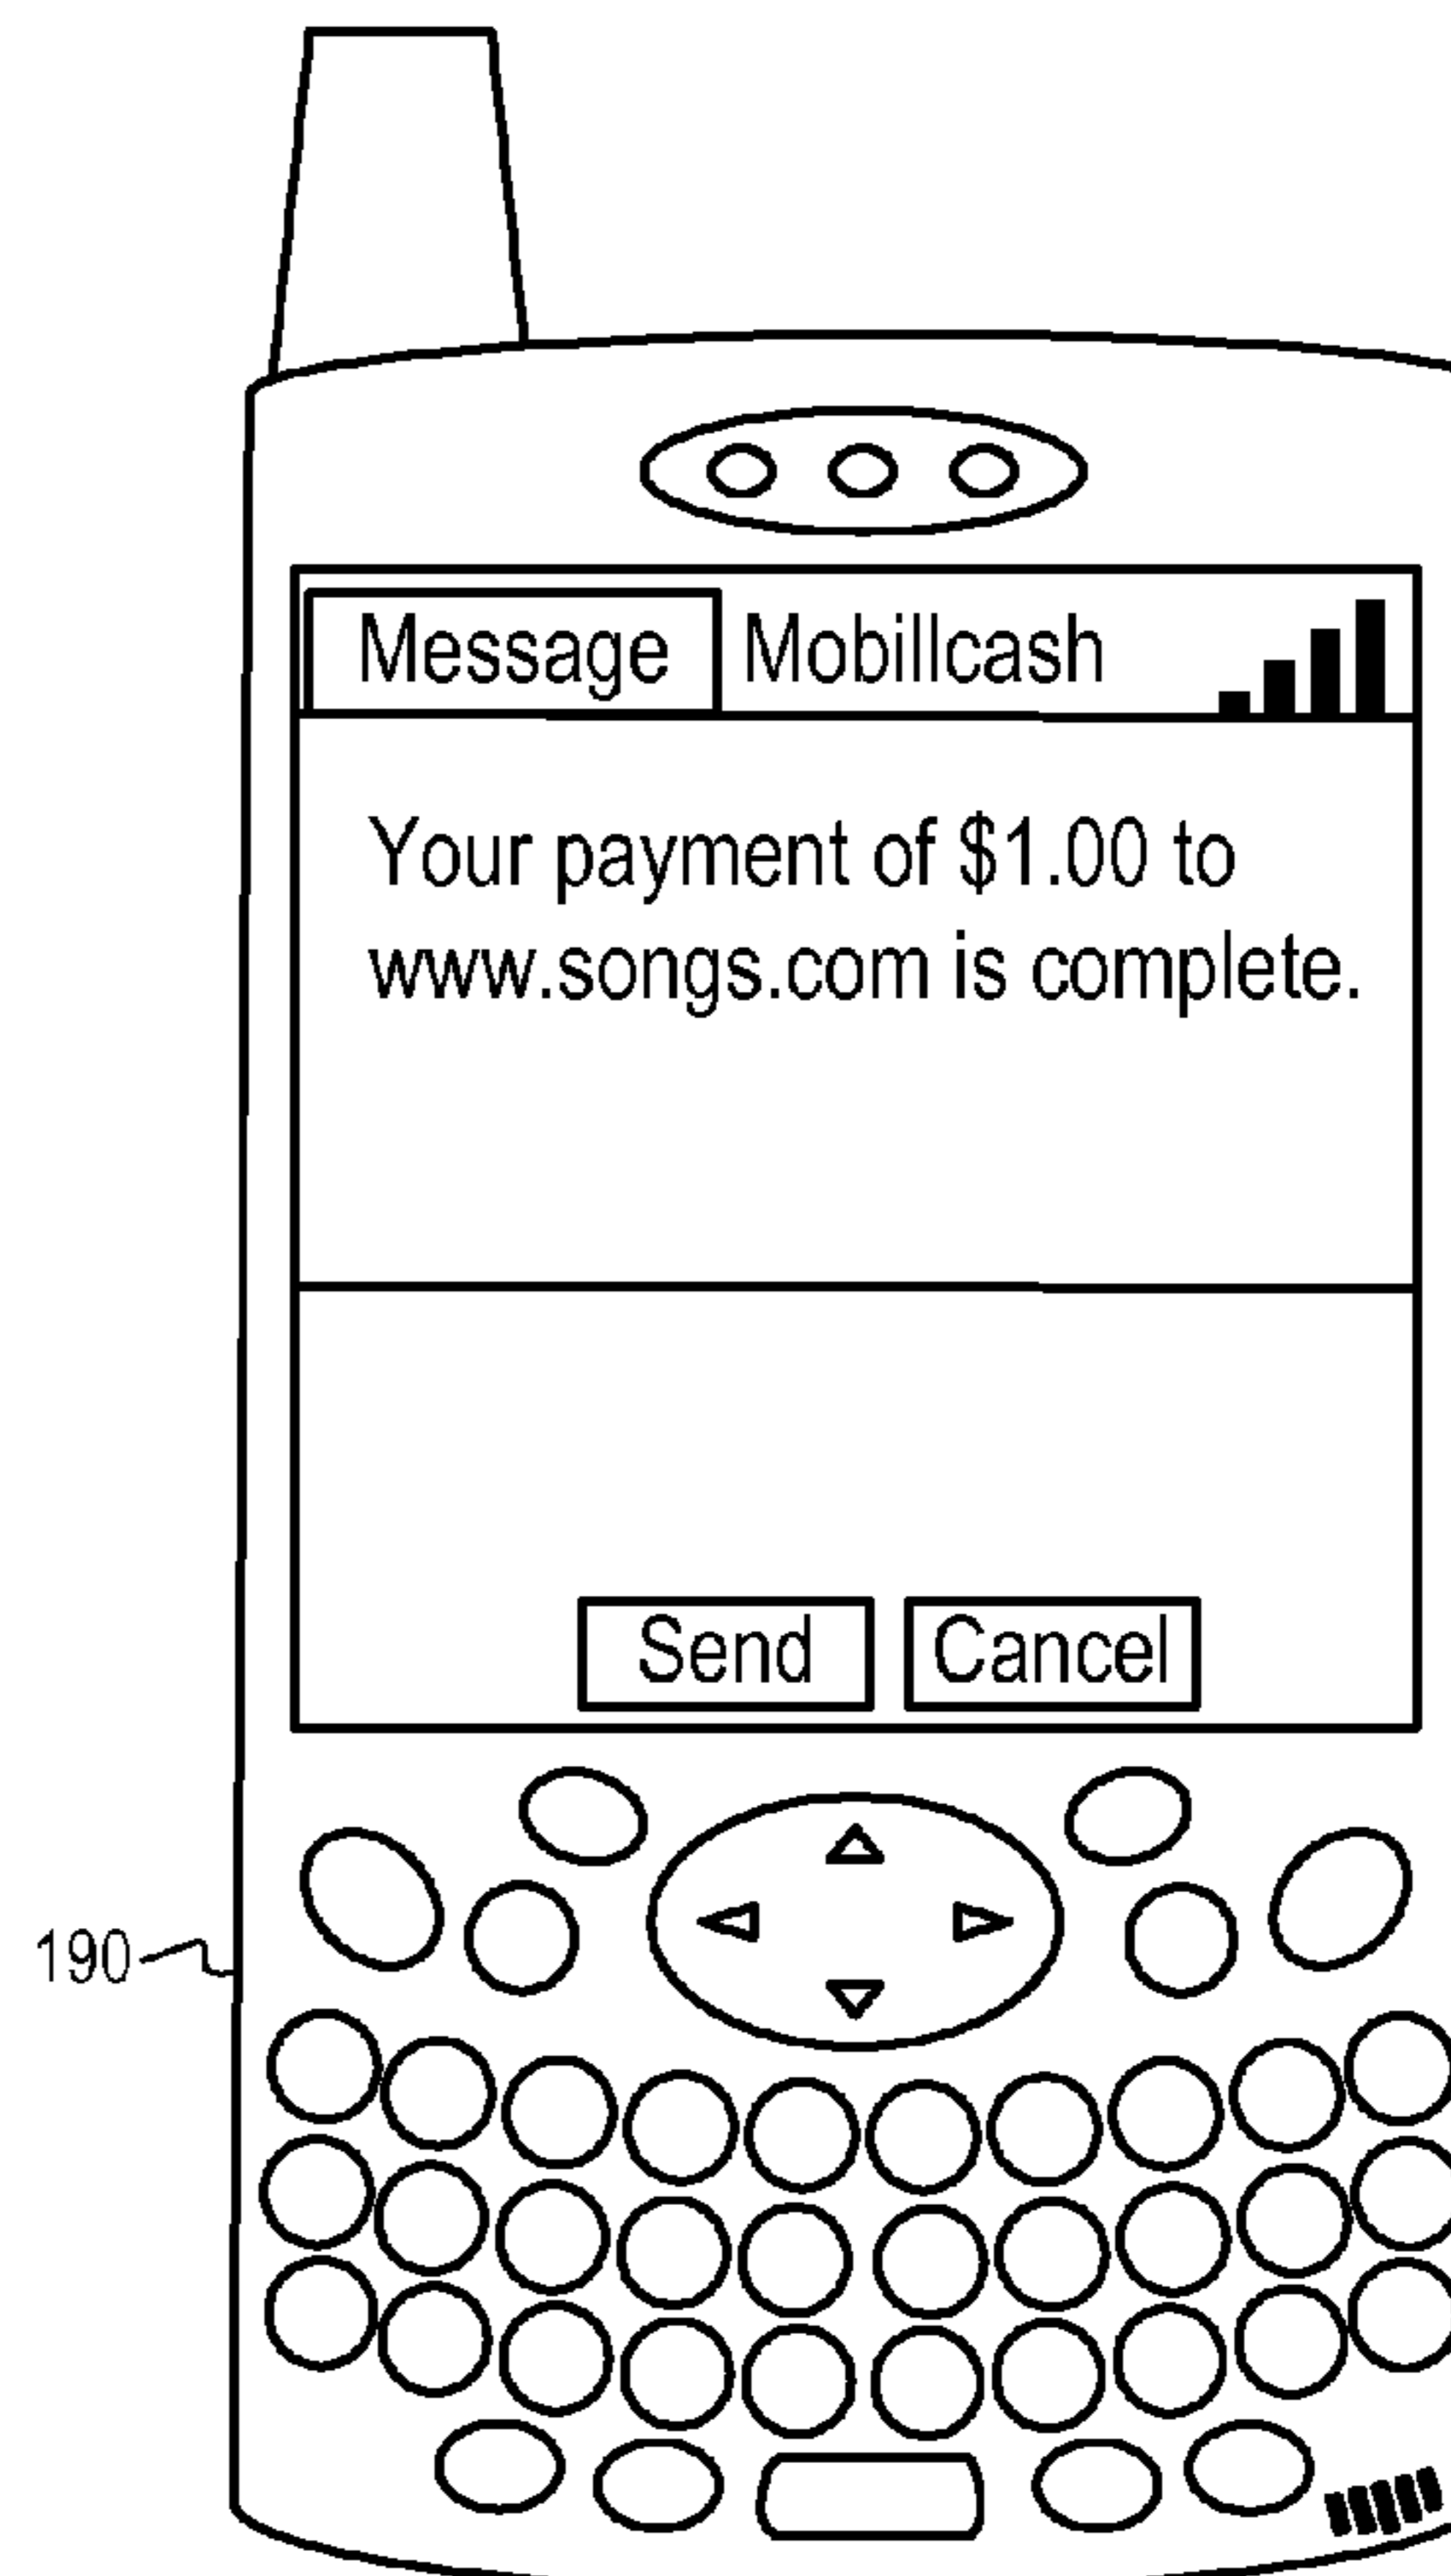 Message Mobillcash
Your payment of $1.00 to
www.songs.com is complete.
Send Cancel
190